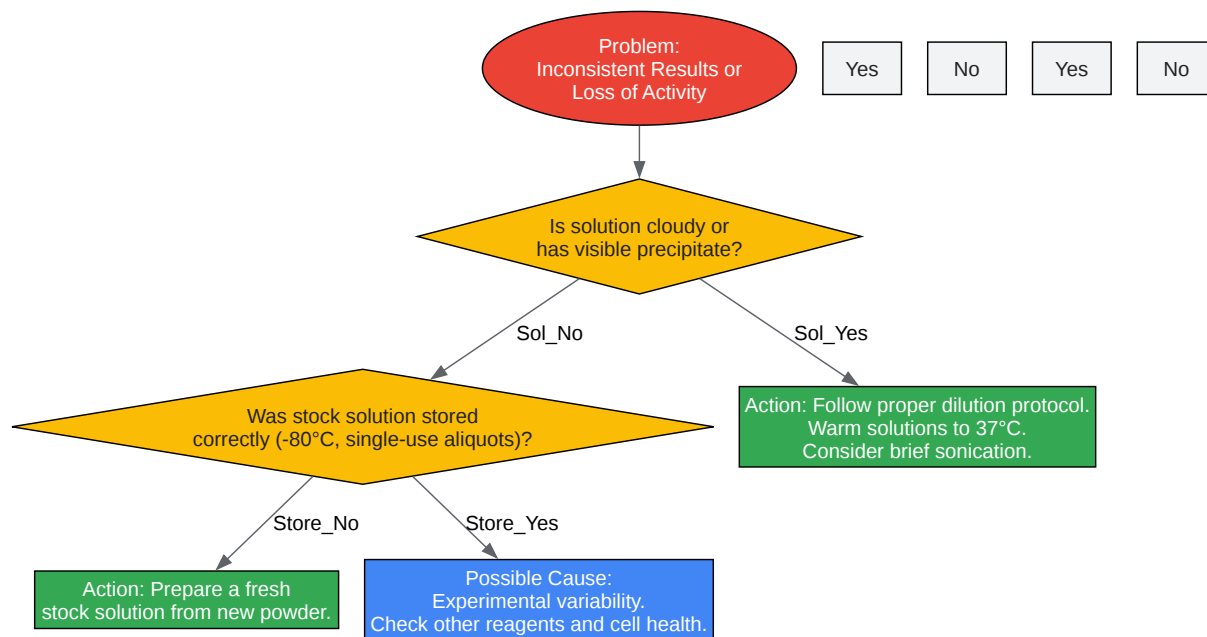 Problem:
Inconsistent Results or
Loss of Activity
Yes
No
Yes
No
Is solution cloudy or
has visible precipitate?
Sol_No
Sol_Yes
Was stock solution stored
correctly (-80°C, single-use aliquots)?
Action: Follow proper dilution protocol.
Warm solutions to 37°C.
Consider brief sonication.
Store_No
Store_Yes
Action: Prepare a fresh
stock solution from new powder.
Possible Cause:
Experimental variability.
Check other reagents and cell health.